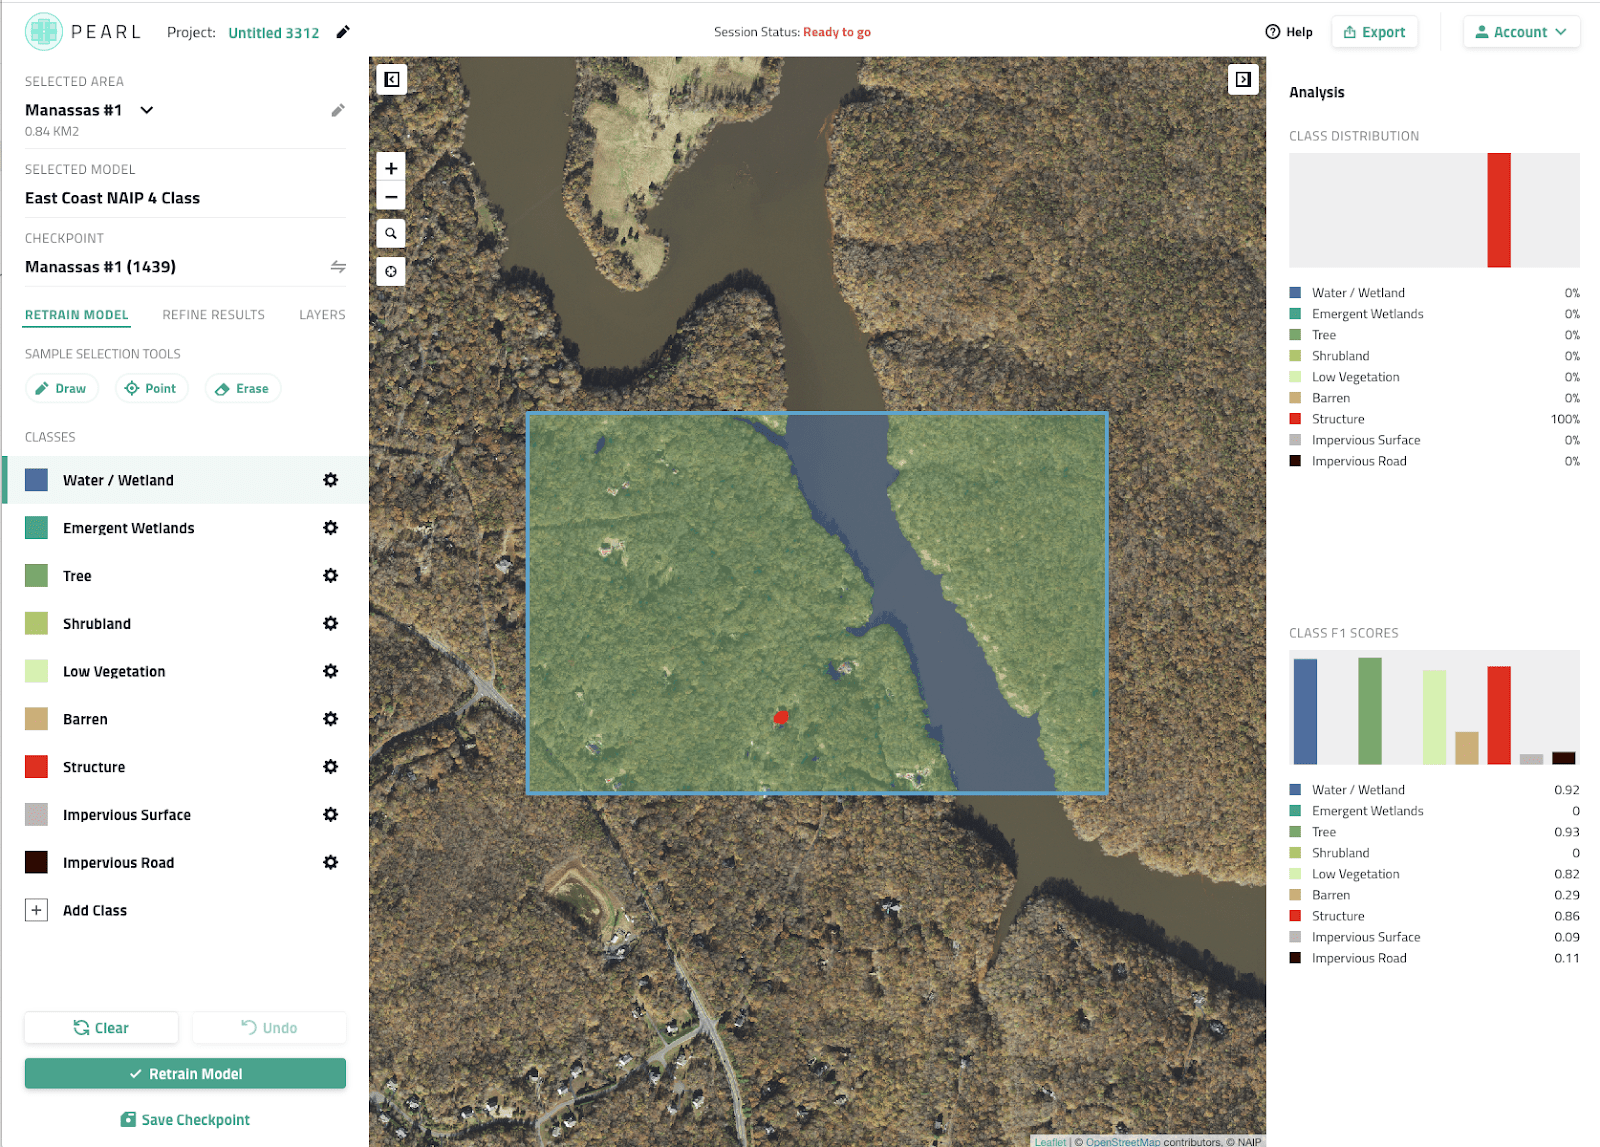 PEARL Project: Untitled 3312 Session Status: Ready to go Help Export Account
SELECTED AREA
Manassas #1
0.84 KM2
SELECTED MODEL
East Coast NAIP 4 Class
CHECKPOINT
Manassas #1 (1439)
RETRAIN MODEL REFINE RESULTS LAYERS
SAMPLE SELECTION TOOLS
Draw Point Erase
CLASSES
Water / Wetland
Emergent Wetlands
Tree
Shrubland
Low Vegetation
Barren
Structure
Impervious Surface
Impervious Road
+ Add Class
Clear Undo
Retrain Model
Save Checkpoint
+
−
Leaflet | © OpenStreetMap contributors, © NAIP
Analysis
CLASS DISTRIBUTION
Water / Wetland 0%
Emergent Wetlands 0%
Tree 0%
Shrubland 0%
Low Vegetation 0%
Barren 0%
Structure 100%
Impervious Surface 0%
Impervious Road 0%
CLASS F1 SCORES
Water / Wetland 0.92
Emergent Wetlands 0
Tree 0.93
Shrubland 0
Low Vegetation 0.82
Barren 0.29
Structure 0.86
Impervious Surface 0.09
Impervious Road 0.11